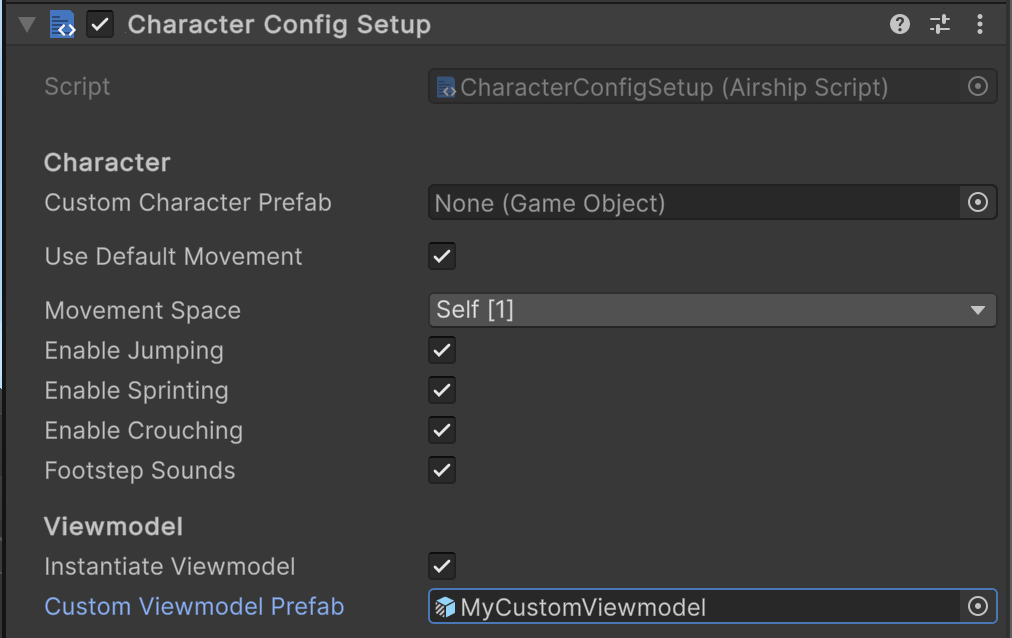 Character Config Setup
Script CharacterConfigSetup (Airship Script)
Character
Custom Character Prefab None (Game Object)
Use Default Movement
Movement Space Self [1]
Enable Jumping
Enable Sprinting
Enable Crouching
Footstep Sounds
Viewmodel
Instantiate Viewmodel
Custom Viewmodel Prefab MyCustomViewmodel